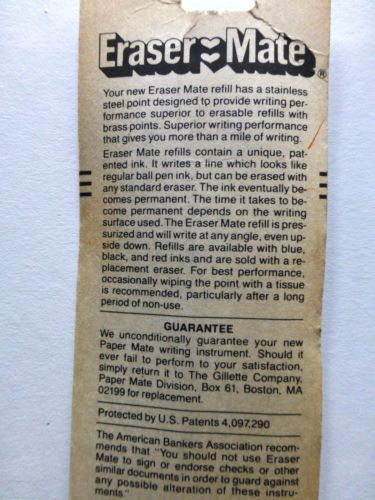 Eraser Mate®
Your new Eraser Mate refill has a stainless
steel point designed to provide writing per-
formance superior to erasable refills with
brass points. Superior writing performance
that gives you more than a mile of writing.
Eraser Mate refills contain a unique, pat-
ented ink. It writes a line which looks like
regular ball pen ink, but can be erased with
any standard eraser. The ink eventually be-
comes permanent. The time it takes to be-
come permanent depends on the writing
surface used. The Eraser Mate refill is pres-
surized and will write at any angle, even up-
side down. Refills are available with blue,
black, and red inks and are sold with a re-
placement eraser. For best performance,
occasionally wiping the point with a tissue
is recommended, particularly after a long
period of non-use.
GUARANTEE
We unconditionally guarantee your new
Paper Mate writing instrument. Should it
ever fail to perform to your satisfaction,
simply return it to The Gillette Company,
Paper Mate Division, Box 61, Boston, MA
02199 for replacement.
Protected by U.S. Patents 4,097,290
The American Bankers Association recom-
mends that "You should not use Eraser
Mate to sign or endorse checks or other
similar documents in order to guard against
any possible alteration of these instru-
ments."